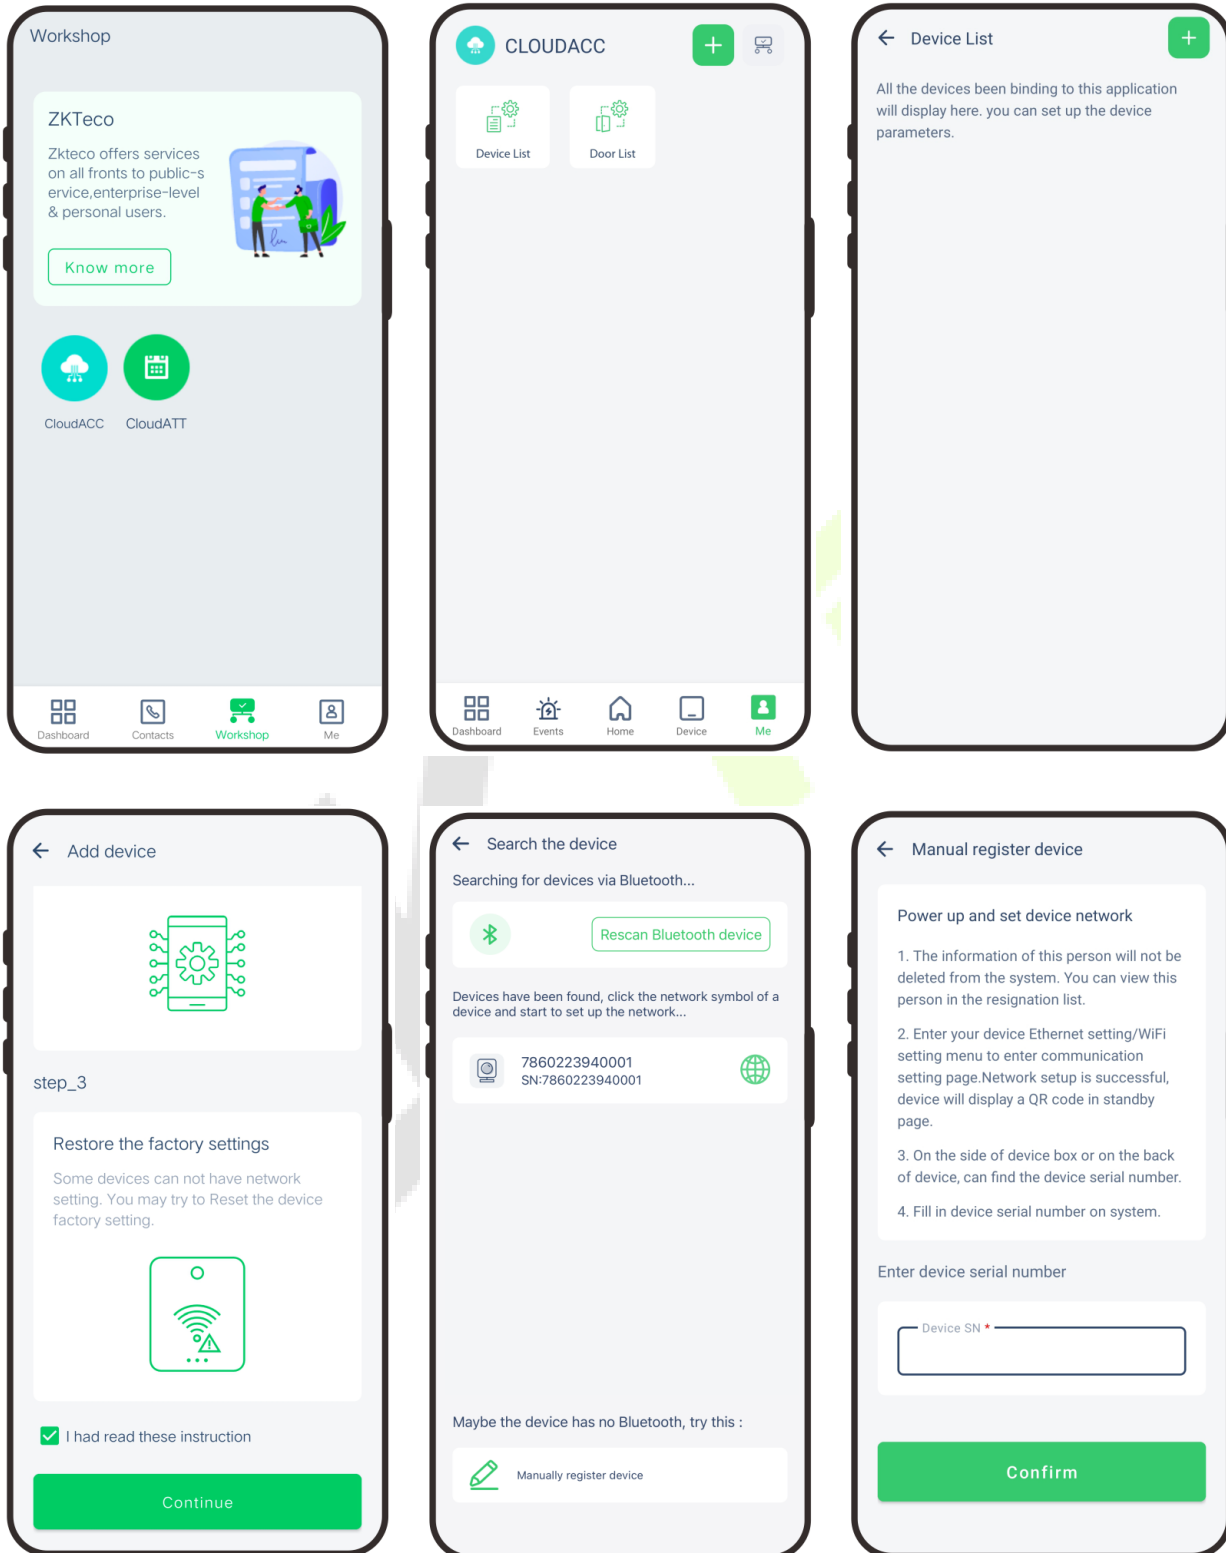 Workshop
ZKTeco
Zkteco offers services
on all fronts to public-s
ervice,enterprise-level
& personal users.
Know more
CloudACC
CloudATT
Dashboard
Contacts
Workshop
Me
CLOUDACC
Device List
Door List
Dashboard
Events
Home
Device
Me
Device List
All the devices been binding to this application
will display here. you can set up the device
parameters.
Add device
step_3
Restore the factory settings
Some devices can not have network
setting. You may try to Reset the device
factory setting.
I had read these instruction
Continue
Search the device
Searching for devices via Bluetooth...
Rescan Bluetooth device
Devices have been found, click the network symbol of a
device and start to set up the network...
7860223940001
SN:7860223940001
Maybe the device has no Bluetooth, try this :
Manually register device
Manual register device
Power up and set device network
1. The information of this person will not be
deleted from the system. You can view this
person in the resignation list.
2. Enter your device Ethernet setting/WiFi
setting menu to enter communication
setting page.Network setup is successful,
device will display a QR code in standby
page.
3. On the side of device box or on the back
of device, can find the device serial number.
4. Fill in device serial number on system.
Enter device serial number
Device SN *
Confirm